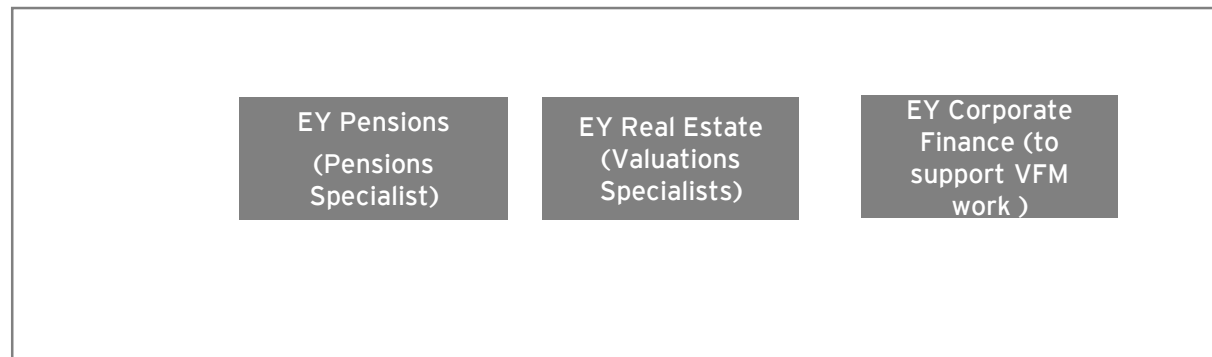 EY Pensions
(Pensions
Specialist)
EY Real Estate
(Valuations
Specialists)
EY Corporate
Finance (to
support VFM
work )